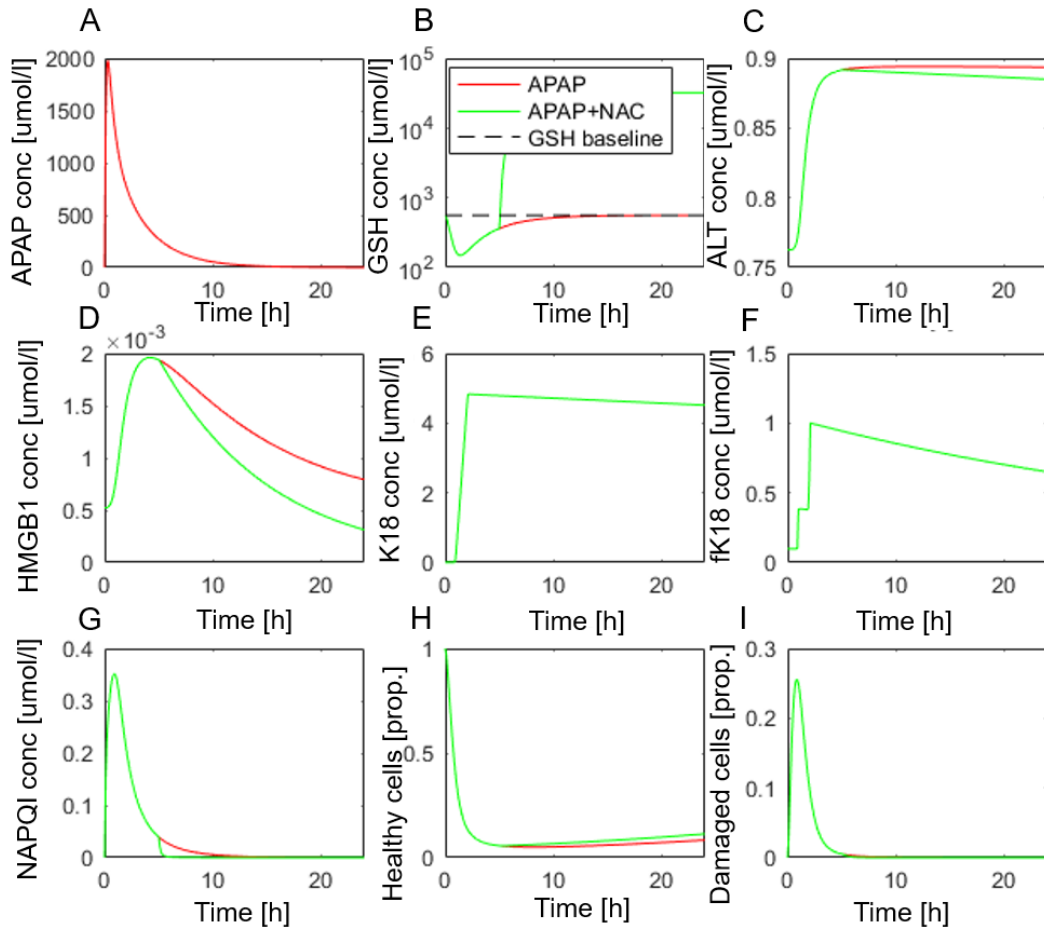 A
B
C
APAP conc [umol/l]
2000
1500
1000
500
0
0
10
20
Time [h]
GSH conc [umol/l]
10^5
10^4
10^3
10^2
APAP
APAP+NAC
GSH baseline
0
10
20
Time [h]
ALT conc [umol/l]
0.9
0.85
0.8
0.75
0
10
20
Time [h]
D
E
F
HMGB1 conc [umol/l]
× 10^-3
2
1.5
1
0.5
0
0
10
20
Time [h]
K18 conc [umol/l]
6
4
2
0
0
10
20
Time [h]
fK18 conc [umol/l]
1.5
1
0.5
0
0
10
20
Time [h]
G
H
I
NAPQI conc [umol/l]
0.4
0.3
0.2
0.1
0
0
10
20
Time [h]
Healthy cells [prop.]
1
0.5
0
0
10
20
Time [h]
Damaged cells [prop.]
0.3
0.2
0.1
0
0
10
20
Time [h]